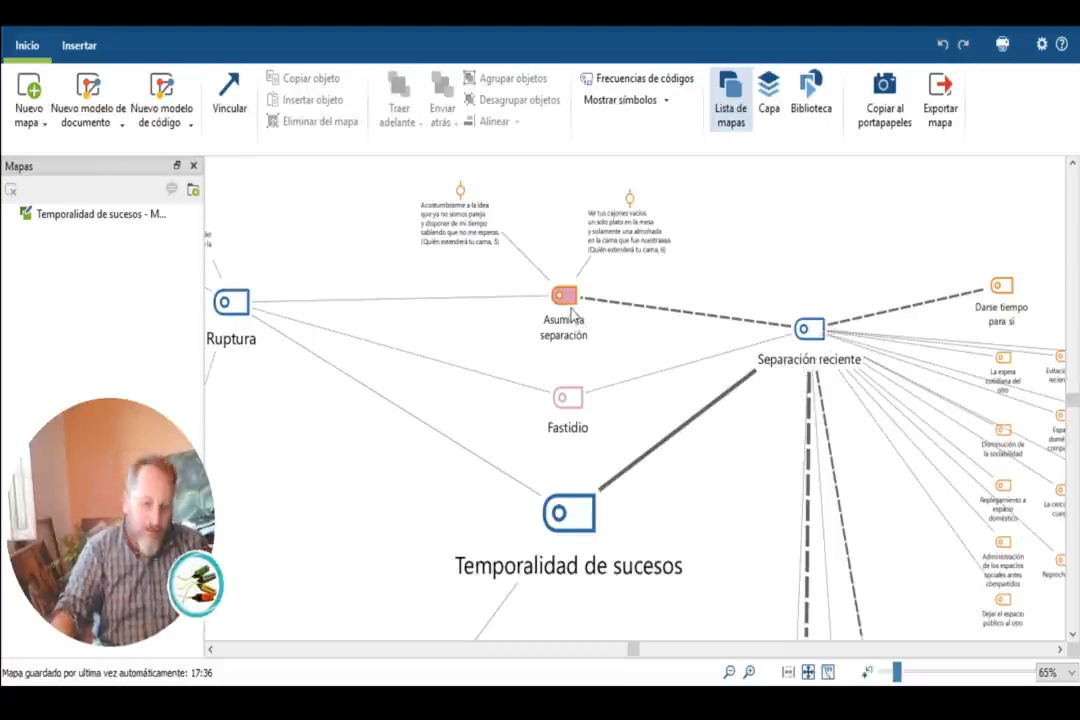 Inicio
Insertar
Nuevo
mapa
Nuevo modelo de
documento
Nuevo modelo
de código
Vincular
Copiar objeto
Insertar objeto
Eliminar del mapa
Traer
adelante
Enviar
atrás
Agrupar objetos
Desagrupar objetos
Alinear
Frecuencias de códigos
Mostrar símbolos
Lista de
mapas
Capa
Biblioteca
Copiar al
portapapeles
Exportar
mapa
Mapas
Temporalidad de sucesos - M...
Acostumbrarme a la idea
que ya no somos pareja
y disponer de mi tiempo
sabiendo que no me esperas.
(Quién extenderá tu cama, 5)
Ver tus cajones vacíos
un solo plato en la mesa
y solamente una almohada
en la cama que fue nuestra
(Quién extenderá tu cama, 6)
Ruptura
separación
Fastidio
Temporalidad de sucesos
Separación reciente
Darse tiempo
para sí
La espera
cotidiana del
otro
Disminución de
la sociabilidad
Replegamiento a
espacio
doméstico
Administración
de los espacios
sociales antes
compartidos
Dejar el espacio
público al otro
Mapa guardado por ultima vez automáticamente: 17:36
65%